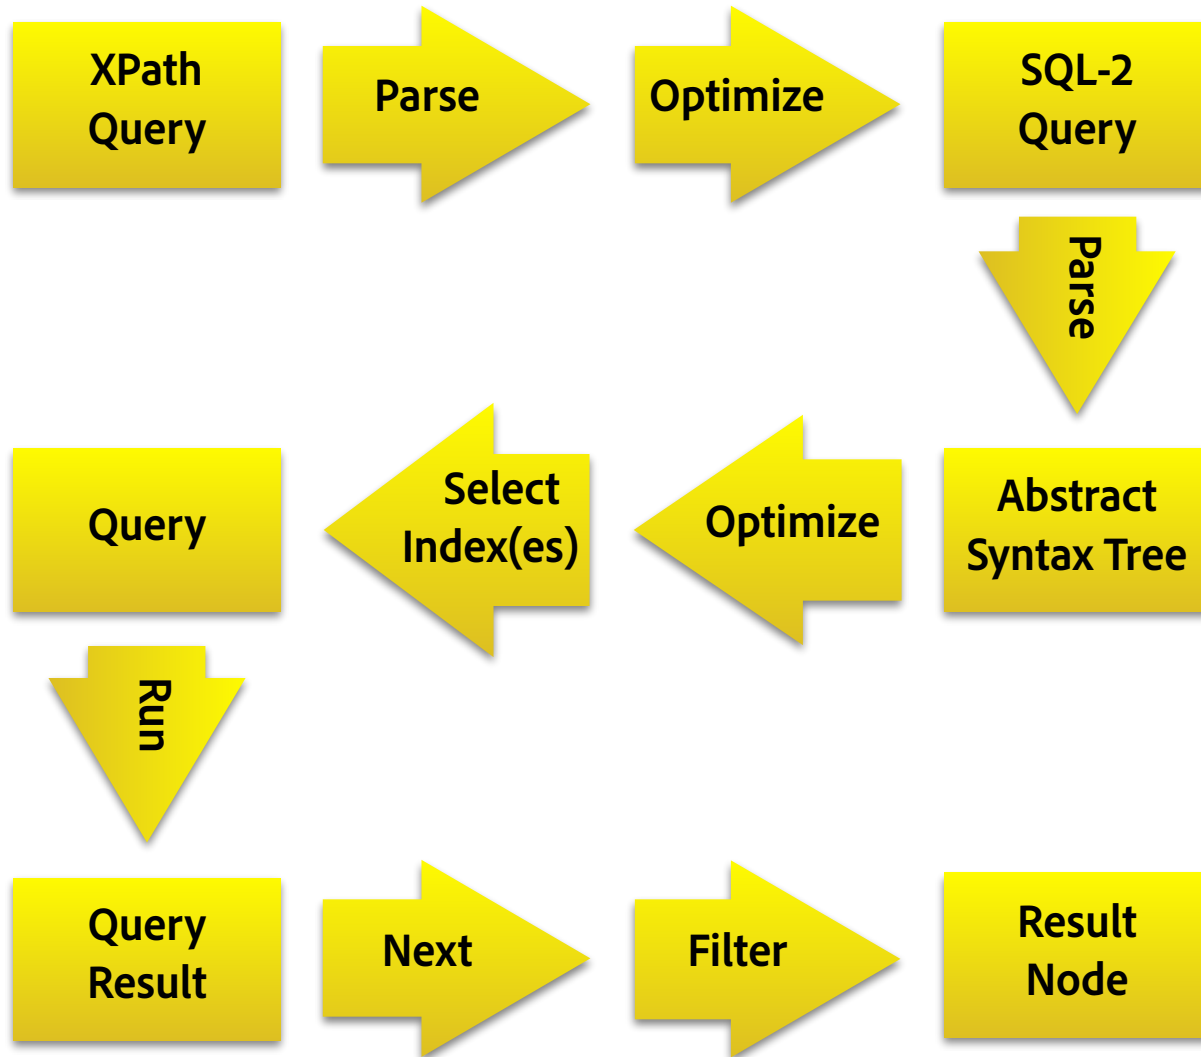 XPath
Query
Parse
Optimize
SQL-2
Query
Parse
Abstract
Syntax Tree
Optimize
Select
Index(es)
Query
Run
Query
Result
Next
Filter
Result
Node